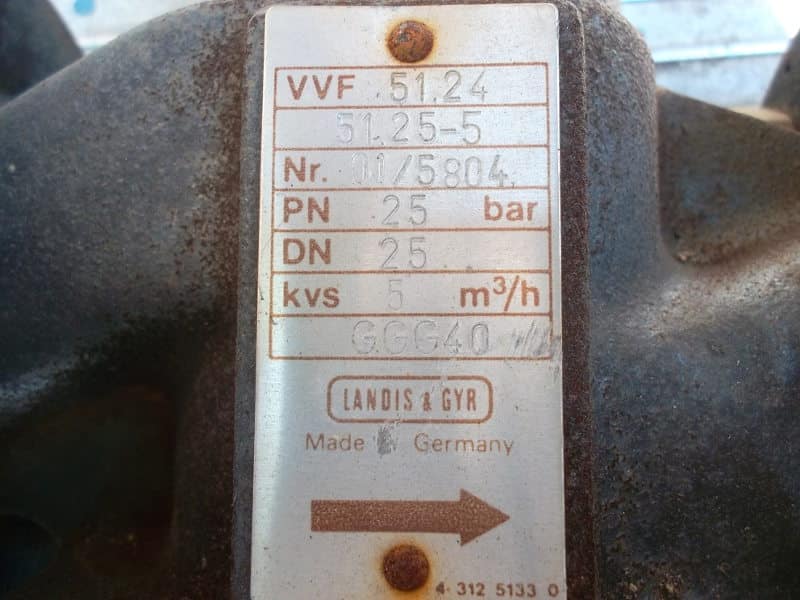 VVF 51.24
51.25-5
Nr. 01/5804
PN 25 bar
DN 25
kvs 5 m³/h
GGG40
LANDIS & GYR
Made Germany
4 312 5133 0